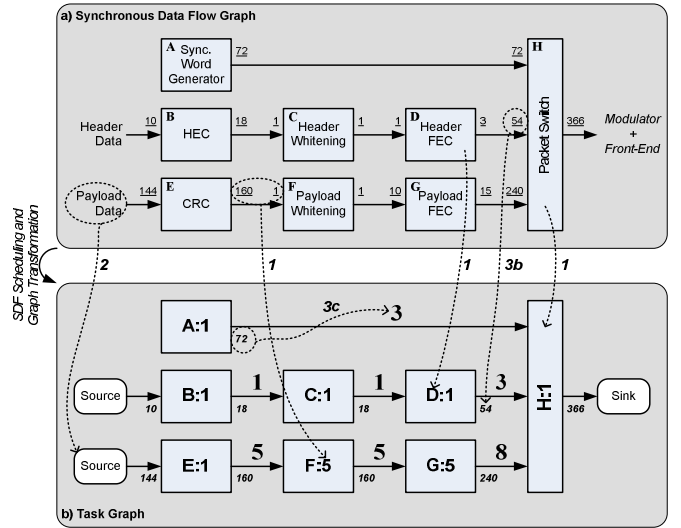 a) Synchronous Data Flow Graph
A Sync.
Word
Generator
72
72
H
Packet Switch
366
Modulator
+
Front-End
Header
Data
10
B
HEC
18
1
C
Header
Whitening
1
1
D
Header
FEC
3
54
Payload
Data
144
E
CRC
160
1
F
Payload
Whitening
1
10
G
Payload
FEC
15
240
SDF Scheduling and
Graph Transformation
2
1
1
3b
1
A:1
72
3c
3
H:1
366
Sink
Source
10
B:1
1
18
C:1
1
18
D:1
3
54
Source
144
E:1
5
160
F:5
5
160
G:5
8
240
b) Task Graph